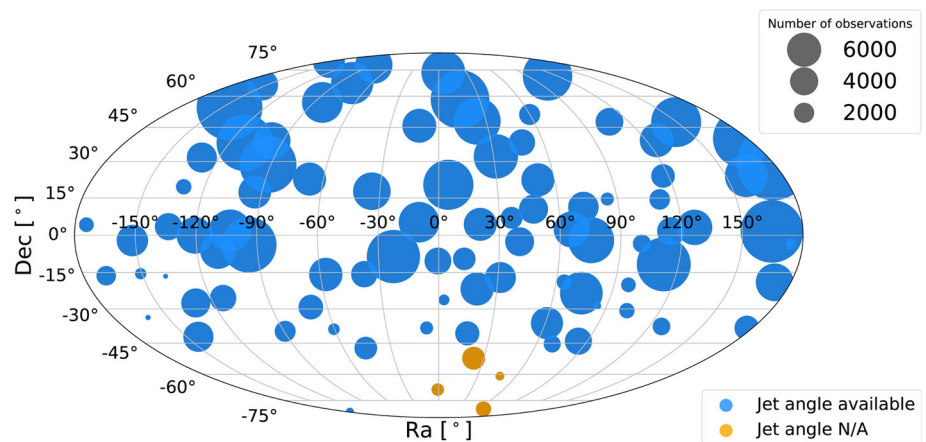 Number of observations
6000
4000
2000
75°
60°
45°
30°
15°
0°
-15°
-30°
-45°
-60°
-75°
Dec [°]
-150° -120° -90° -60° -30° 0° 30° 60° 90° 120° 150°
Ra [°]
Jet angle available
Jet angle N/A